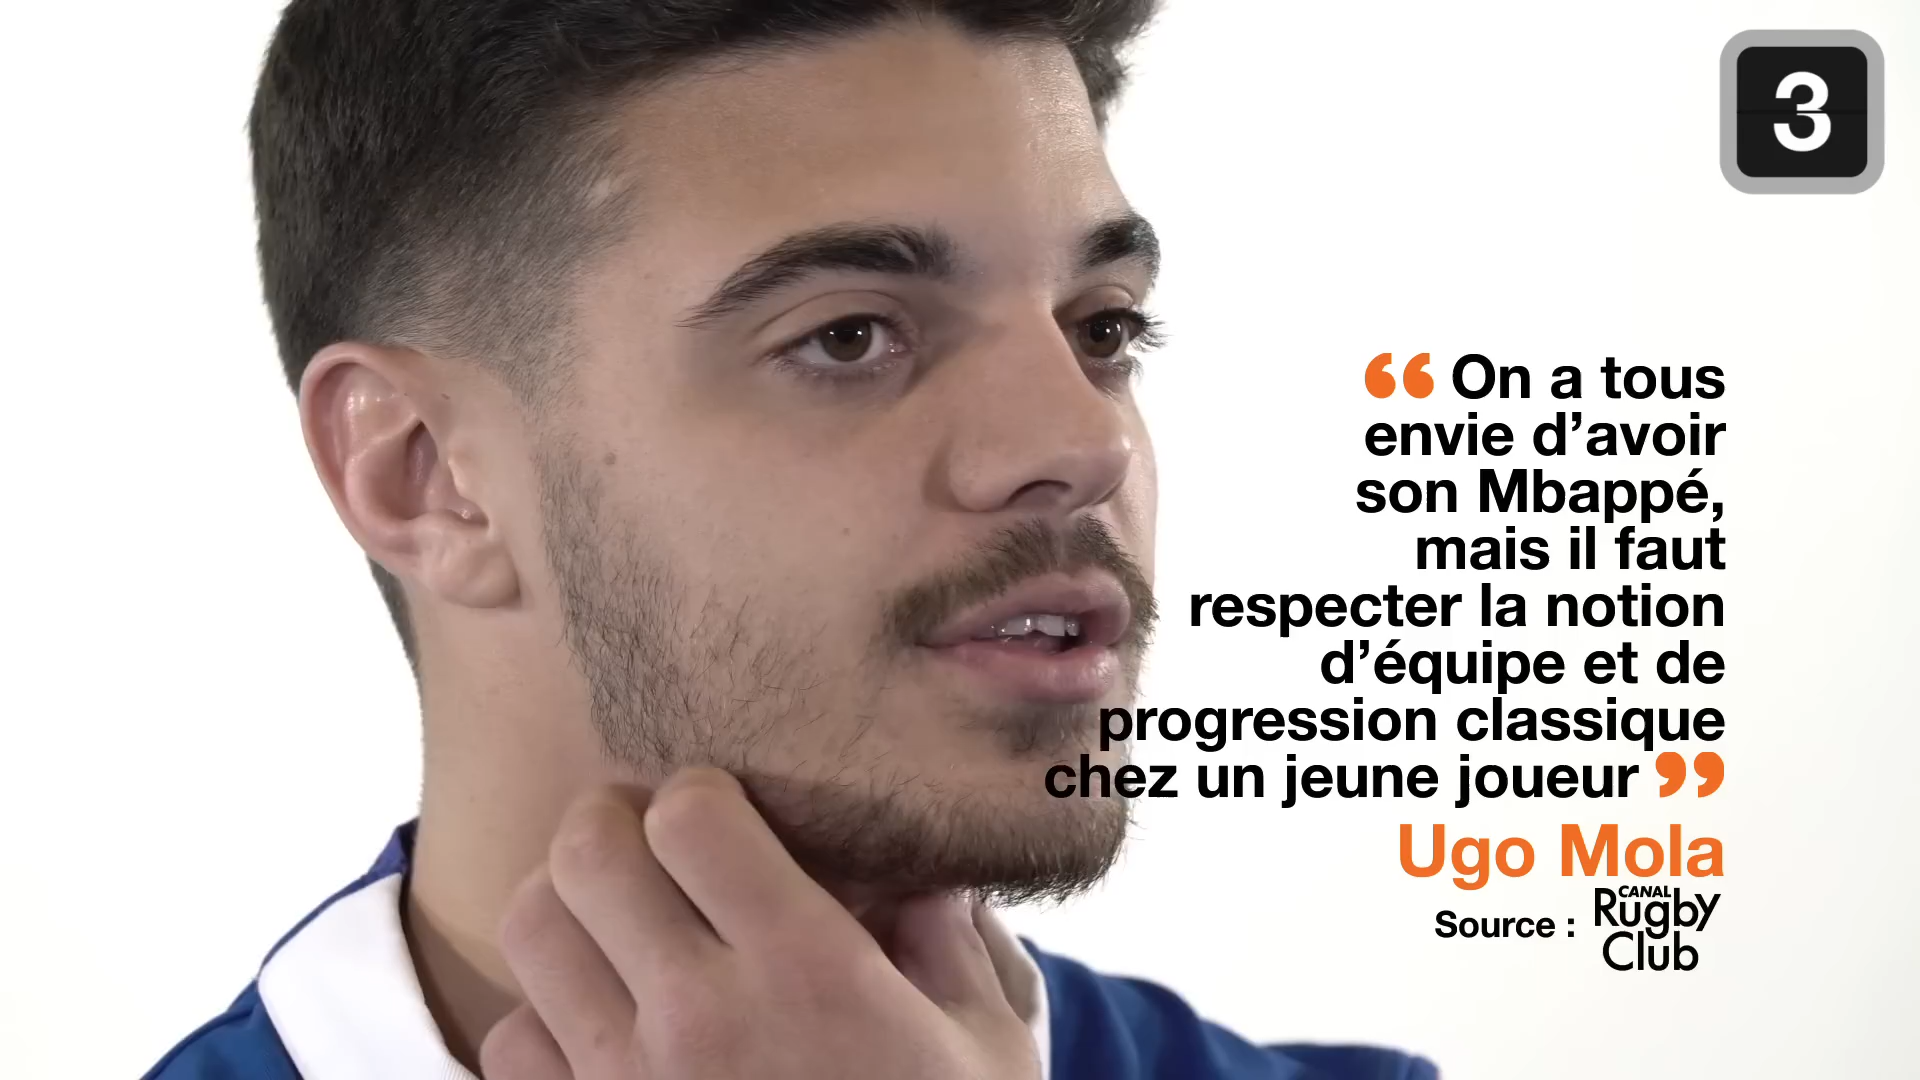 3
“ On a tous
envie d’avoir
son Mbappé,
mais il faut
respecter la notion
d’équipe et de
progression classique
chez un jeune joueur ”
Ugo Mola
Source : CANAL Rugby Club